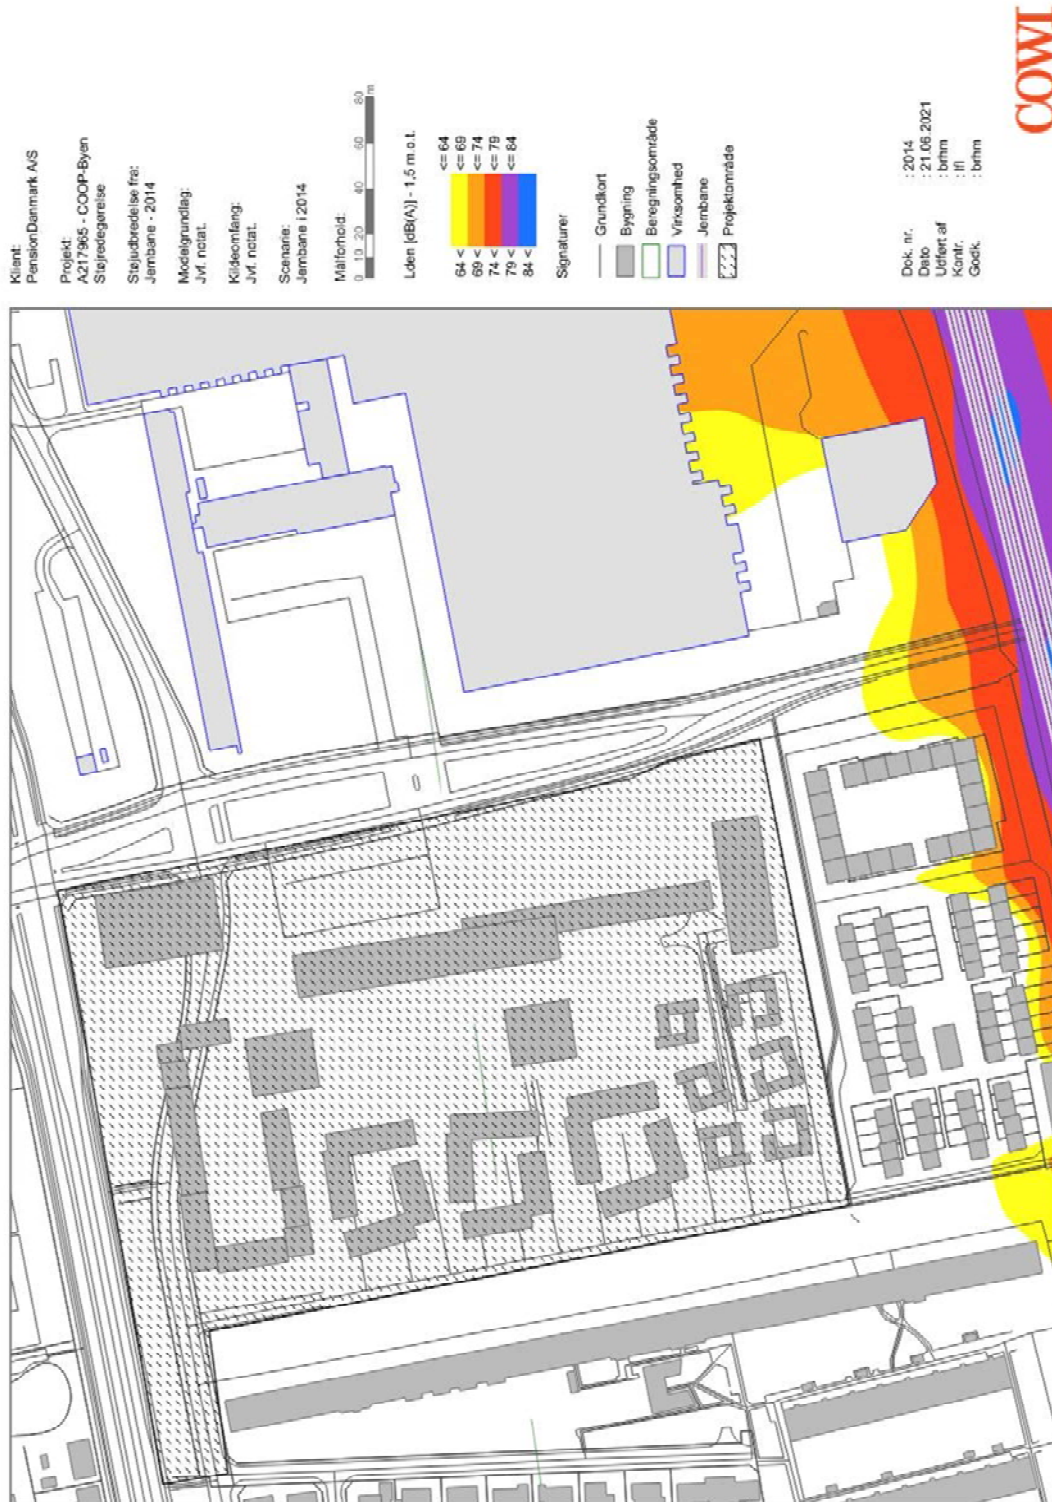 Klient:
PensionDanmark A/S
Projekt:
A217965 - COOP-Byen
Støjredegørelse
Støjudbredelse fra:
Jernbane - 2014
Modelgrundlag:
Jvf. notat.
Kildeomfang:
Jvf. notat.
Scenarie:
Jernbane i 2014
Målforhold:
0 10 20 40 60 80
m
Lden [dB(A)] - 1,5 m.o.t.
<= 64
64 < <= 69
69 < <= 74
74 < <= 79
79 < <= 84
84 <
Signaturer
Grundkort
Bygning
Beregningsområde
Virksomhed
Jernbane
Projektområde
Dok. nr. : 2014
Dato : 21.06.2021
Udført af : brhm
Kontr. : lfl
Godk. : brhm
COWI